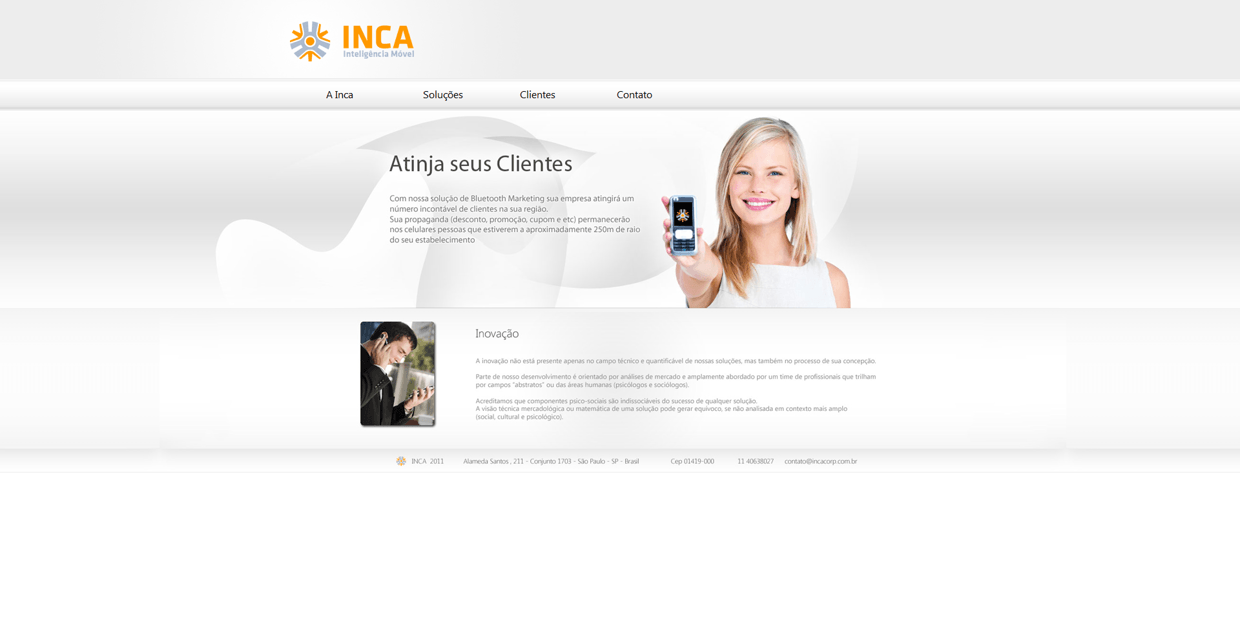 INCA
Inteligência Móvel
A Inca
Soluções
Clientes
Contato
Atinja seus Clientes
Com nossa solução de Bluetooth Marketing sua empresa atingirá um
número incontável de clientes na sua região.
Sua propaganda (desconto, promoção, cupom e etc) permanecerão
nos celulares pessoas que estiverem a aproximadamente 250m de raio
do seu estabelecimento
Inovação
A inovação não está presente apenas no campo técnico e quantificável de nossas soluções, mas também no processo de sua concepção.
Parte de nosso desenvolvimento é orientado por análises de mercado e amplamente abordado por um time de profissionais que trilham
por campos "abstratos" ou das áreas humanas (psicólogos e sociólogos).
Acreditamos que componentes psico-sociais são indissociáveis do sucesso de qualquer solução.
A visão técnica mercadológica ou matemática de uma solução pode gerar equivoco, se não analisada em contexto mais amplo
(social, cultural e psicológico).
INCA 2011 Alameda Santos , 211 - Conjunto 1703 - São Paulo - SP - Brasil Cep 01419-000 11 40638027 contato@incacorp.com.br